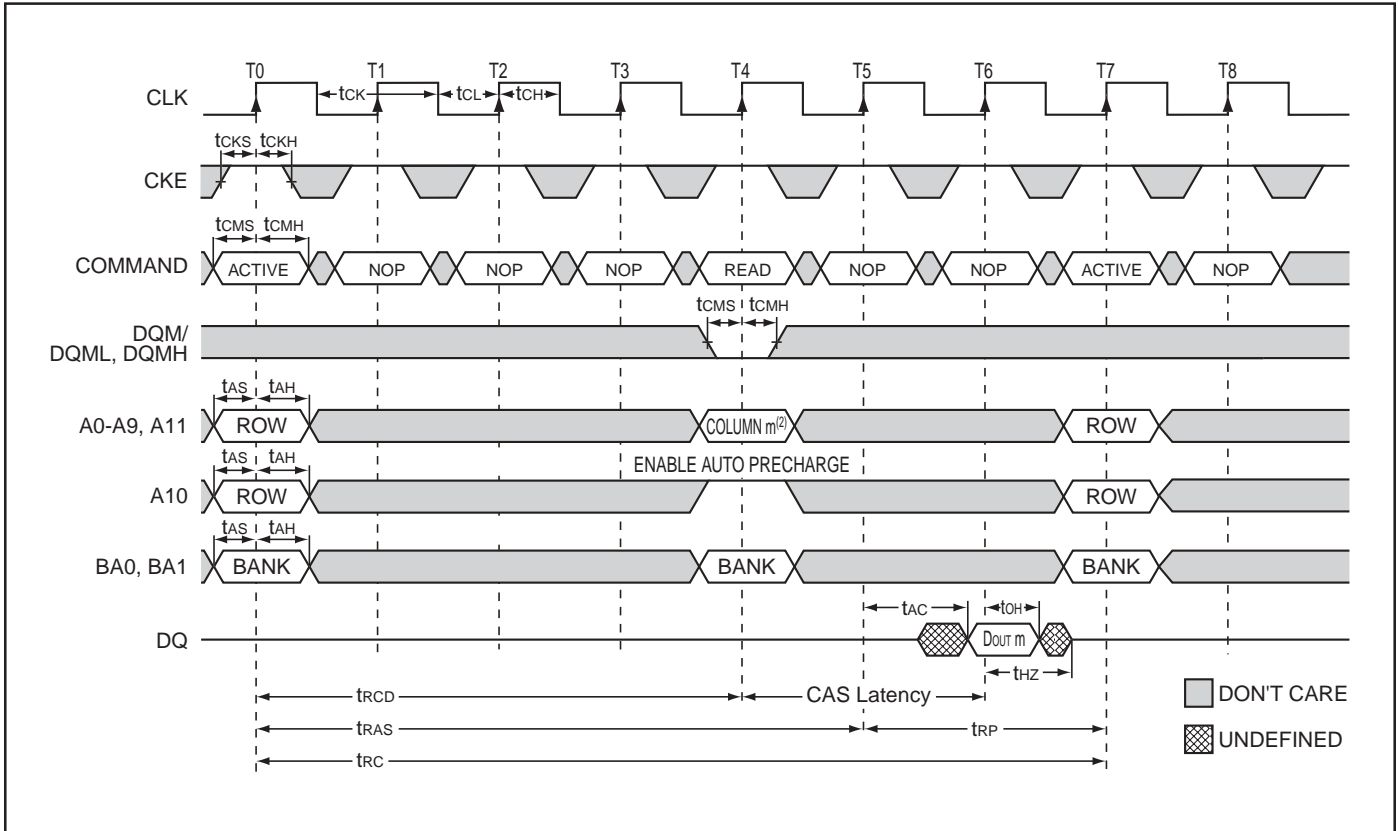 T0 T1 T2 T3 T4 T5 T6 T7 T8
CLK
tCK tCL tCH
tCKS tCKH
CKE
tCMS tCMH
COMMAND
ACTIVE NOP NOP NOP READ NOP NOP ACTIVE NOP
tCMS tCMH
DQM/
DQML, DQMH
tAS tAH
A0-A9, A11
ROW COLUMN m(2) ROW
tAS tAH
ENABLE AUTO PRECHARGE
A10
ROW ROW
tAS tAH
BA0, BA1
BANK BANK BANK
tAC tOH
DQ
DOUT m
tHZ
tRCD CAS Latency
DON'T CARE
tRAS tRP
UNDEFINED
tRC